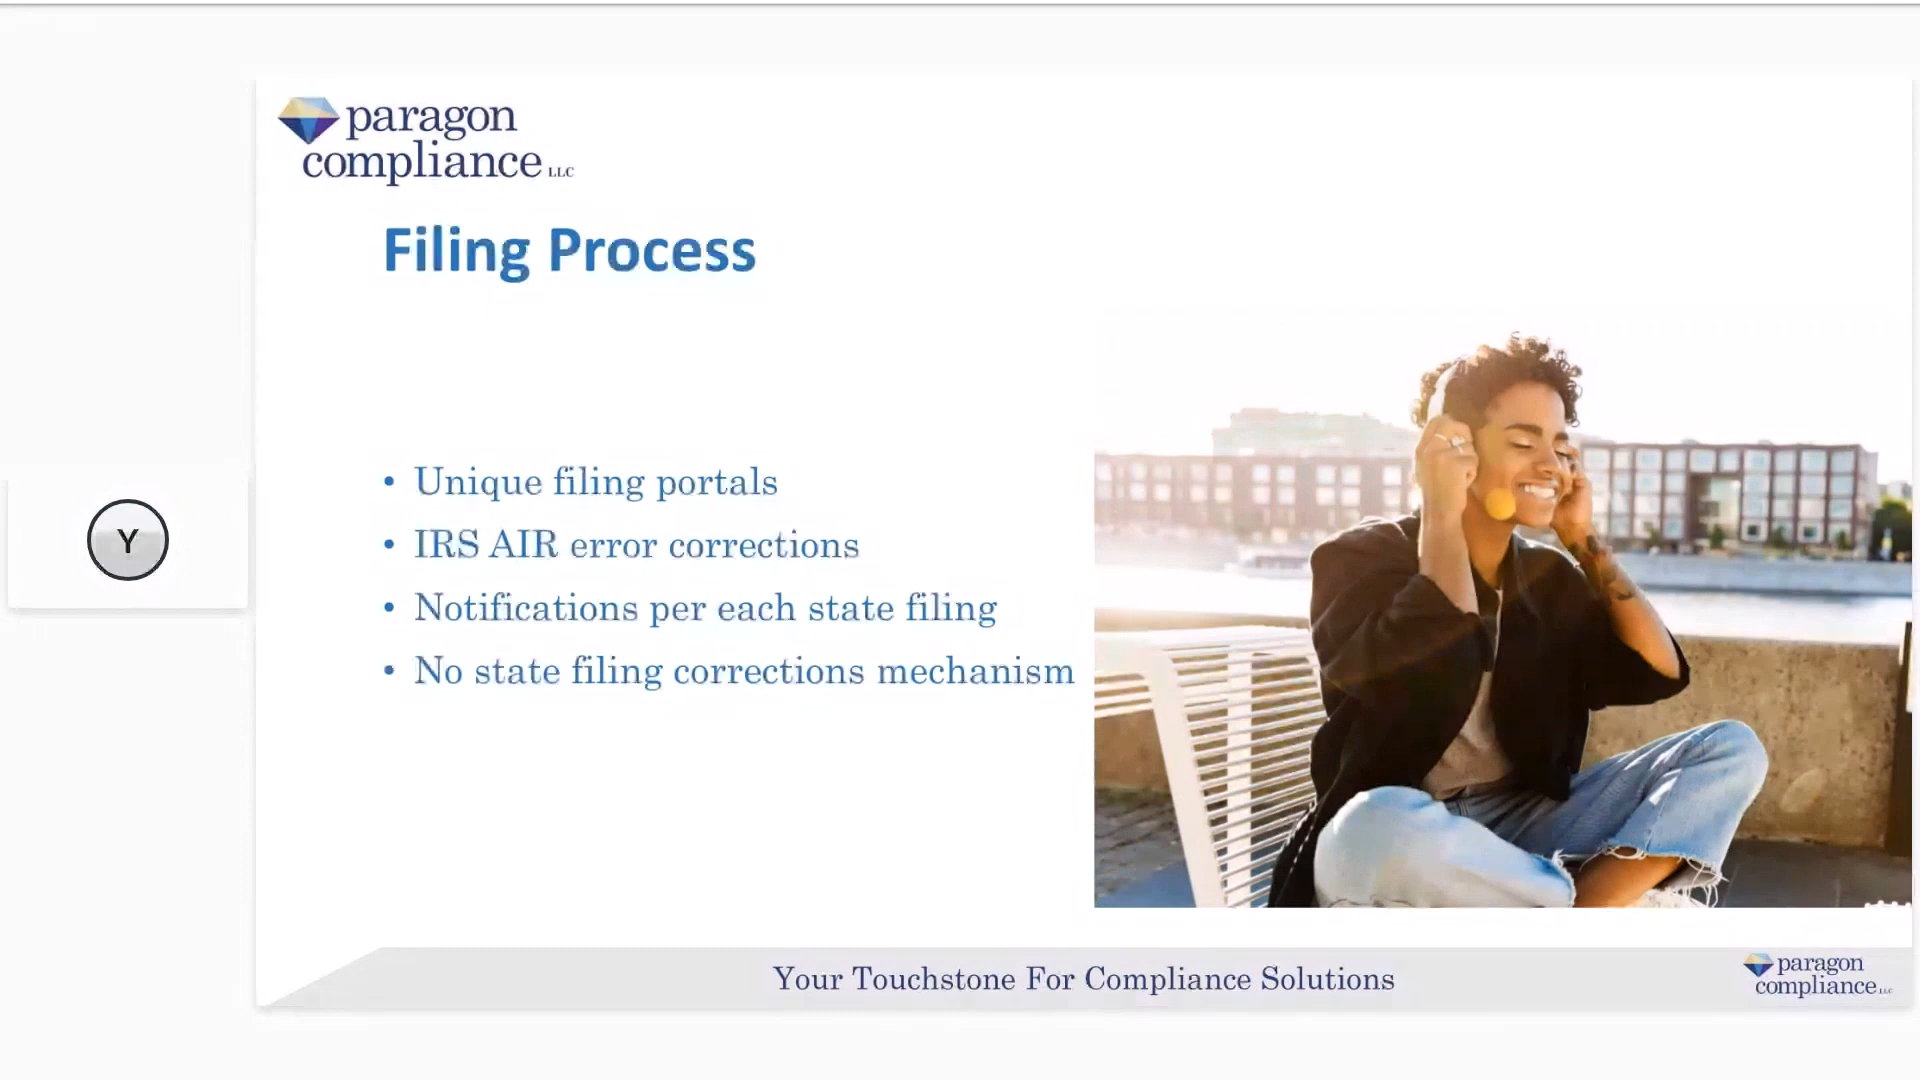 paragon
compliance LLC
Filing Process
• Unique filing portals
• IRS AIR error corrections
• Notifications per each state filing
• No state filing corrections mechanism
Y
Your Touchstone For Compliance Solutions
paragon
compliance LLC